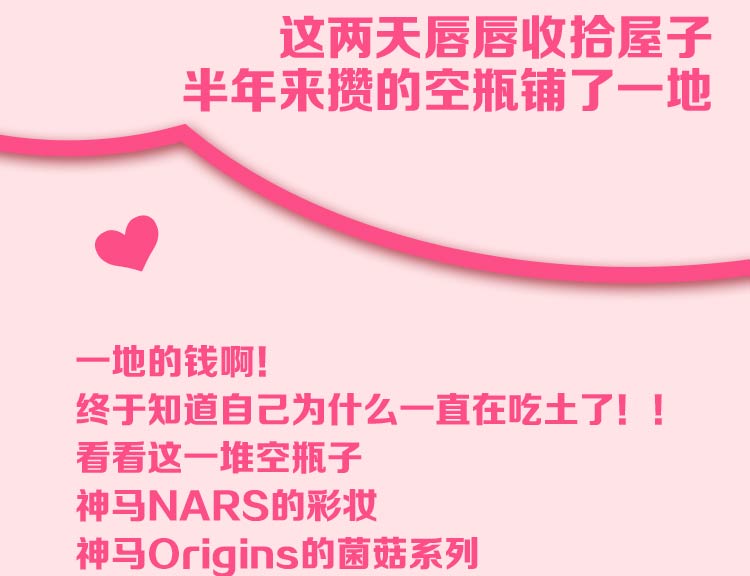 这两天唇唇收拾屋子
半年来攒的空瓶铺了一地
一地的钱啊！
终于知道自己为什么一直在吃土了！！
看看这一堆空瓶子
神马NARS的彩妆
神马Origins的菌菇系列